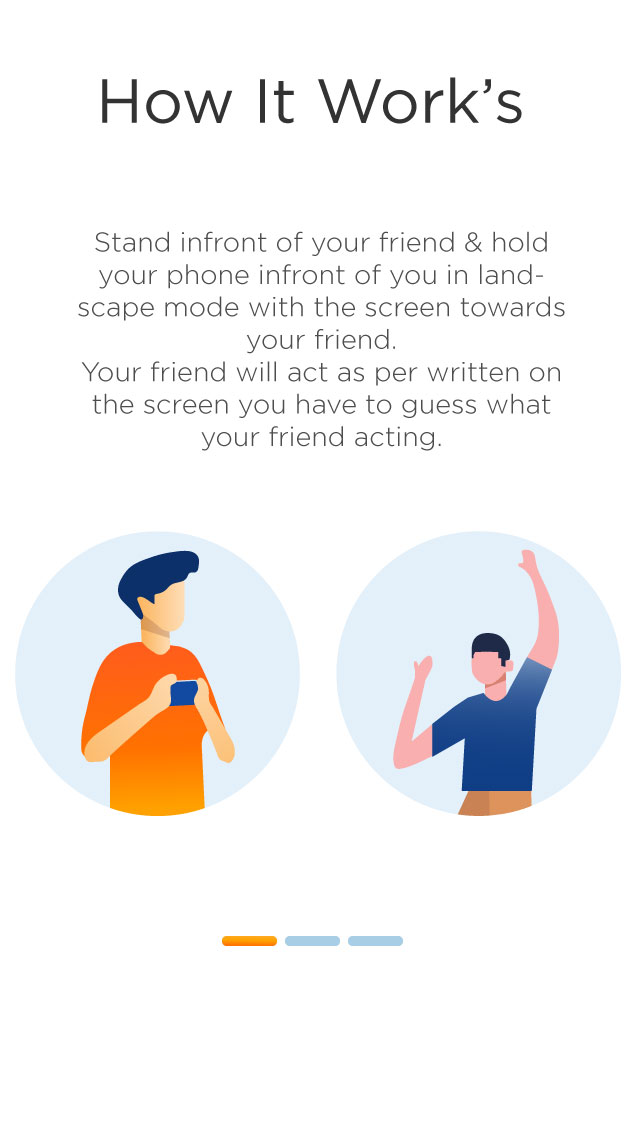 How It Work’s
Stand infront of your friend & hold
your phone infront of you in land-
scape mode with the screen towards
your friend.
Your friend will act as per written on
the screen you have to guess what
your friend acting.